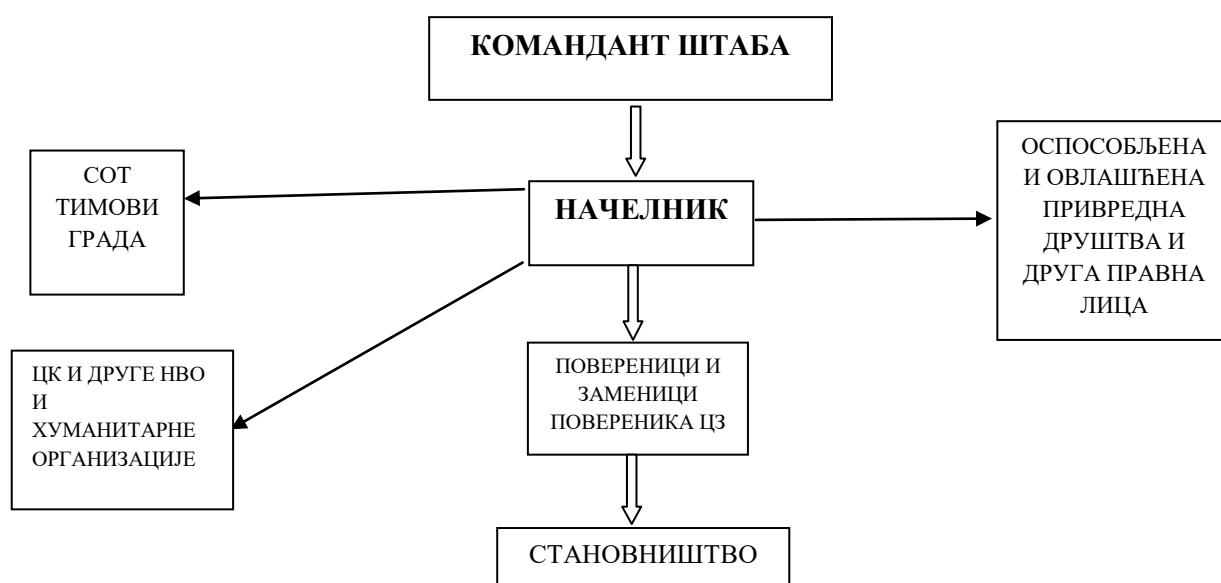 КОМАНДАНТ ШТАБА
СОТ
ТИМОВИ
ГРАДА
НАЧЕЛНИК
ОСПОСОБЉЕНА
И ОВЛАШЋЕНА
ПРИВРЕДНА
ДРУШТВА И
ДРУГА ПРАВНА
ЛИЦА
ЦК И ДРУГЕ НВО
И
ХУМАНИТАРНЕ
ОРГАНИЗАЦИЈЕ
ПОВЕРЕНИЦИ И
ЗАМЕНИЦИ
ПОВЕРЕНИКА ЦЗ
СТАНОВНИШТВО